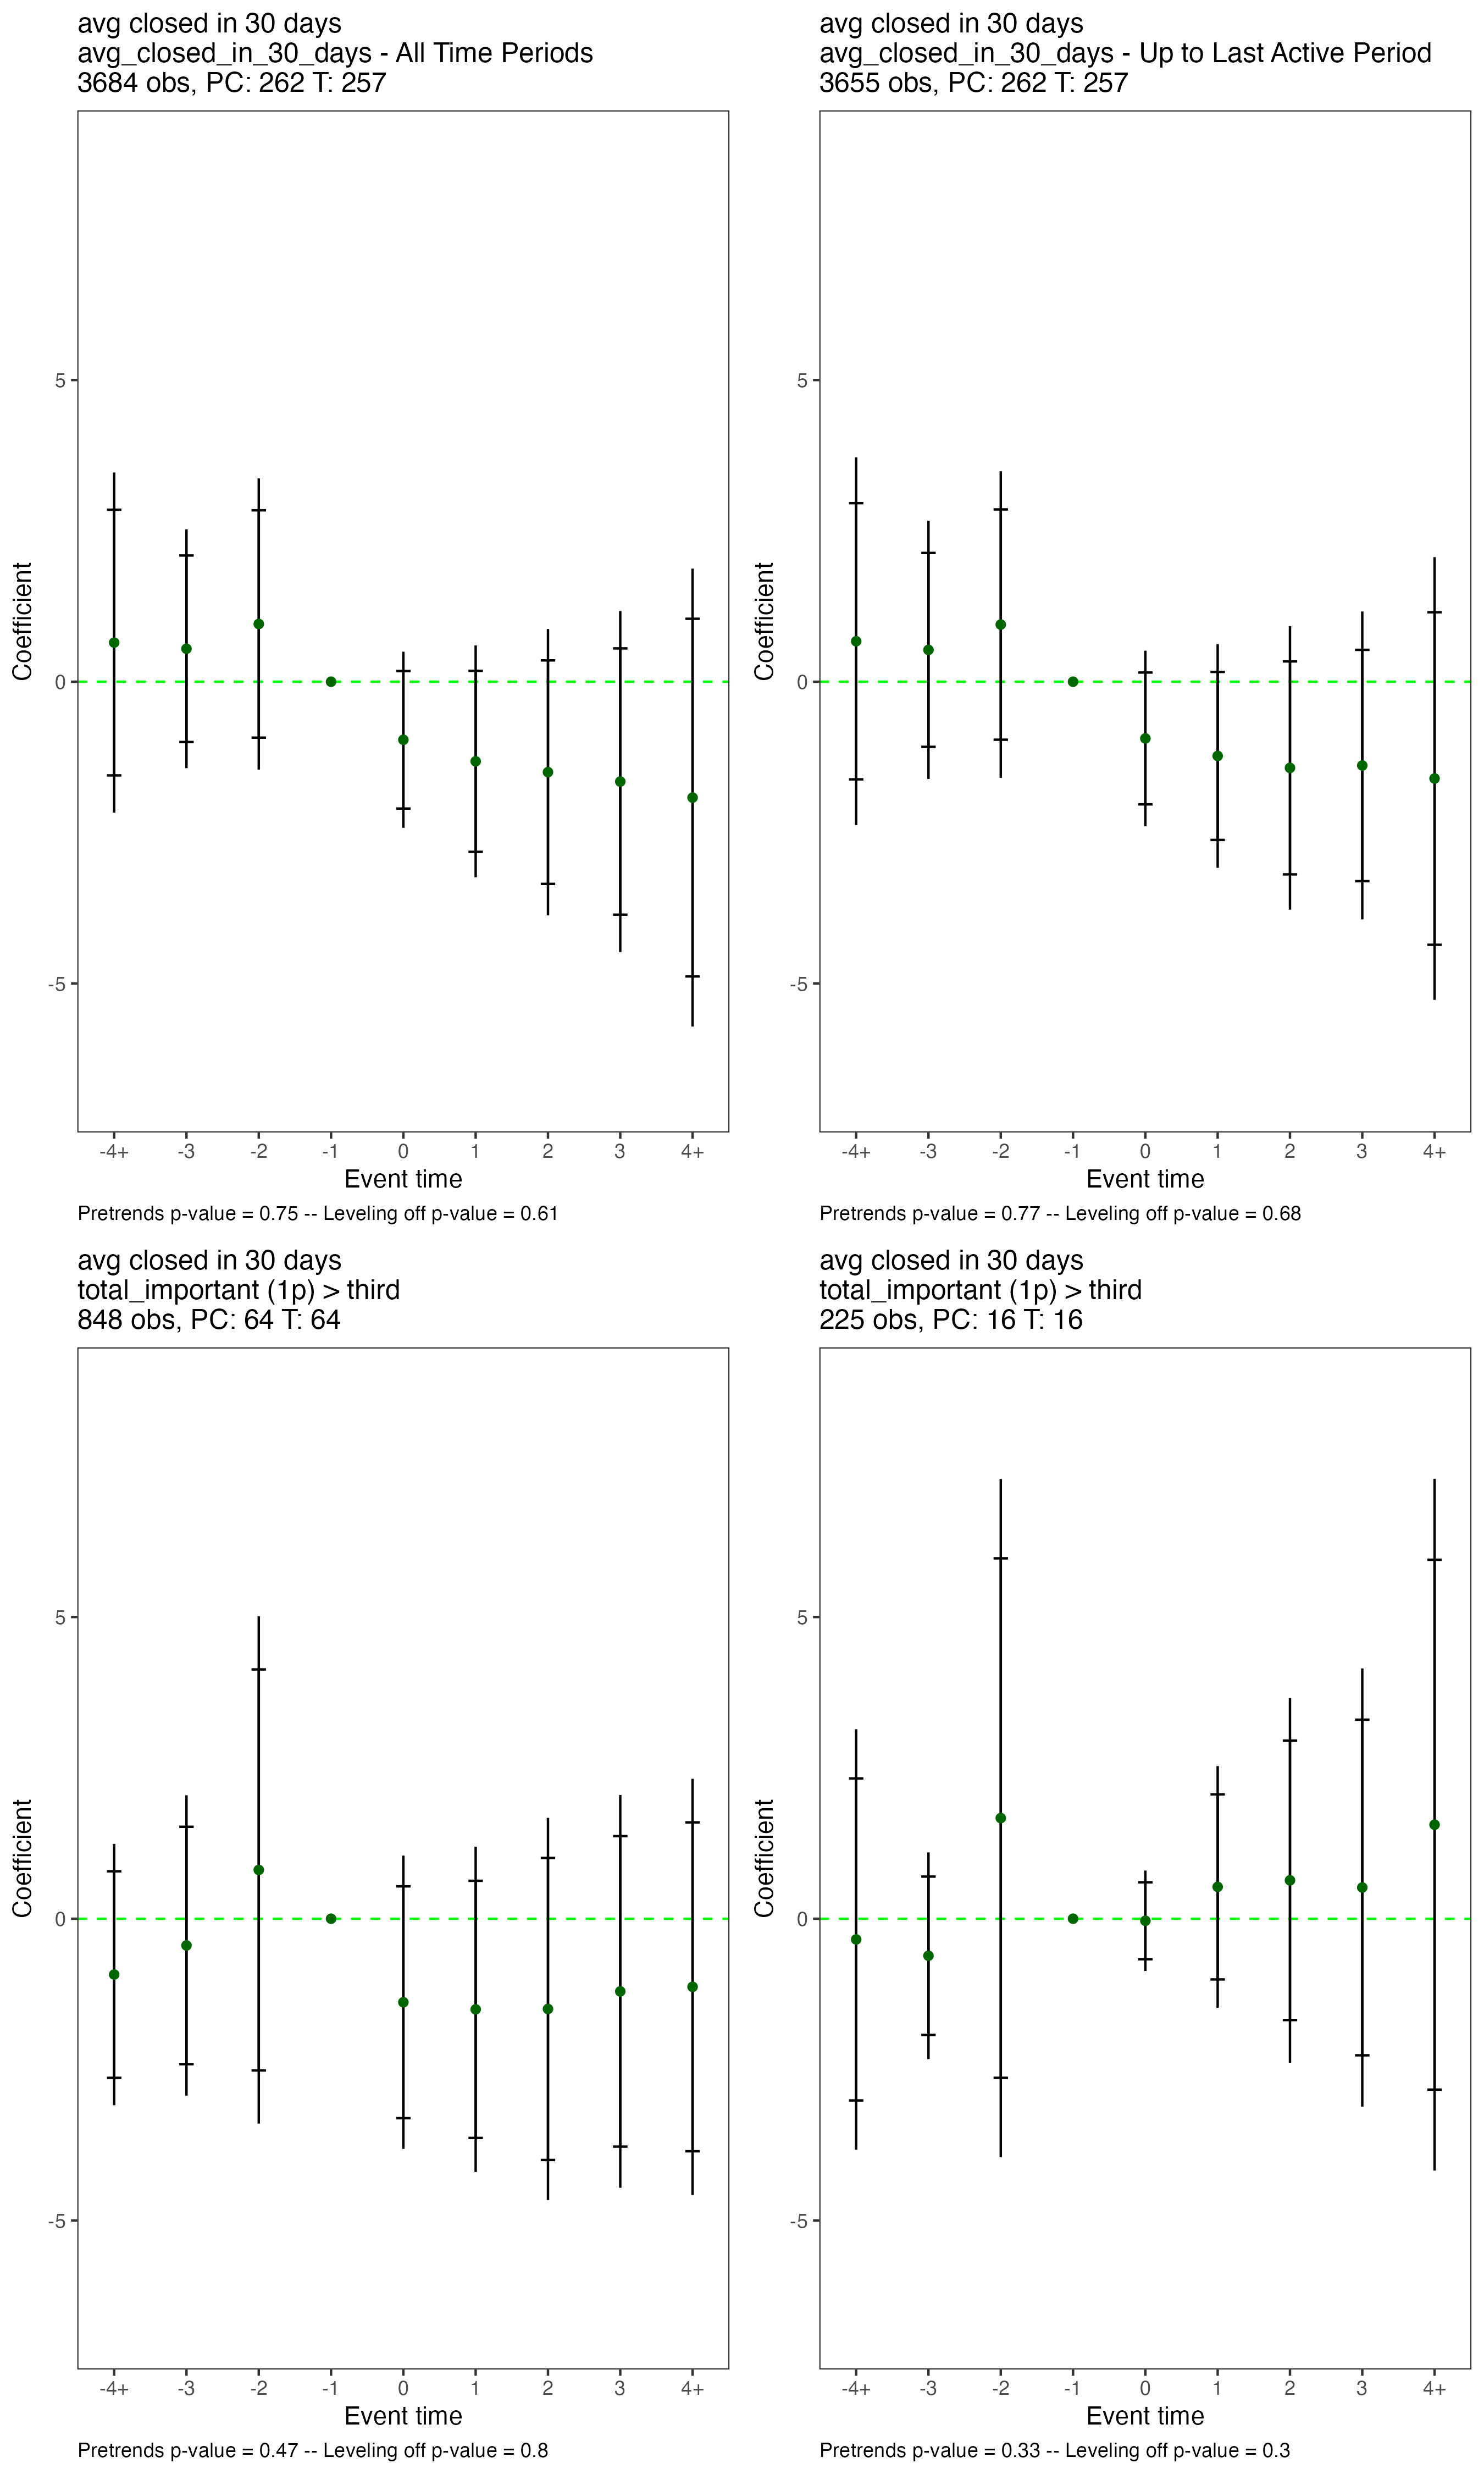 avg closed in 30 days
avg_closed_in_30_days - All Time Periods
3684 obs, PC: 262 T: 257
Coefficient
5
0
-5
-4+ -3 -2 -1 0 1 2 3 4+
Event time
Pretrends p-value = 0.75 -- Leveling off p-value = 0.61
avg closed in 30 days
avg_closed_in_30_days - Up to Last Active Period
3655 obs, PC: 262 T: 257
Coefficient
5
0
-5
-4+ -3 -2 -1 0 1 2 3 4+
Event time
Pretrends p-value = 0.77 -- Leveling off p-value = 0.68
avg closed in 30 days
total_important (1p) > third
848 obs, PC: 64 T: 64
Coefficient
5
0
-5
-4+ -3 -2 -1 0 1 2 3 4+
Event time
Pretrends p-value = 0.47 -- Leveling off p-value = 0.8
avg closed in 30 days
total_important (1p) > third
225 obs, PC: 16 T: 16
Coefficient
5
0
-5
-4+ -3 -2 -1 0 1 2 3 4+
Event time
Pretrends p-value = 0.33 -- Leveling off p-value = 0.3